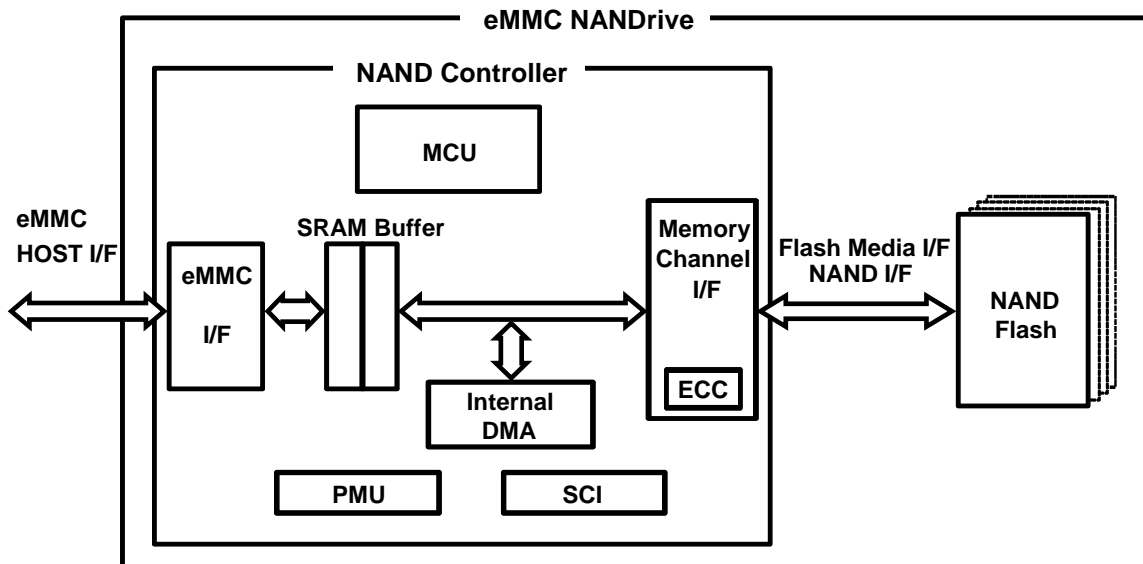 eMMC NANDrive
NAND Controller
MCU
eMMC
HOST I/F
SRAM Buffer
eMMC
I/F
Memory
Channel
I/F
ECC
Flash Media I/F
NAND I/F
NAND
Flash
Internal
DMA
PMU
SCI